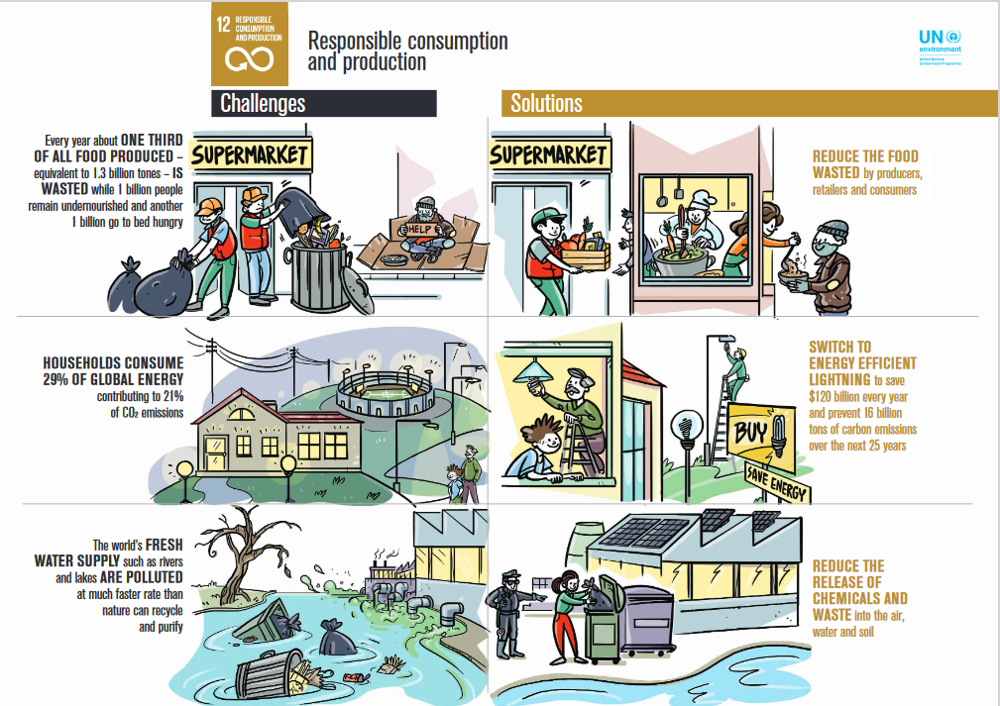 12 RESPONSIBLE
CONSUMPTION
AND PRODUCTION
Responsible consumption
and production
UN
environment
United Nations
Environment Programme
Challenges
Solutions
Every year about ONE THIRD
OF ALL FOOD PRODUCED –
equivalent to 1.3 billion tones – IS
WASTED while 1 billion people
remain undernourished and another
1 billion go to bed hungry
SUPERMARKET
HELP
SUPERMARKET
REDUCE THE FOOD
WASTED by producers,
retailers and consumers
HOUSEHOLDS CONSUME
29% OF GLOBAL ENERGY
contributing to 21%
of CO₂ emissions
BUY
SAVE ENERGY
SWITCH TO
ENERGY EFFICIENT
LIGHTNING to save
$120 billion every year
and prevent 16 billion
tons of carbon emissions
over the next 25 years
The world's FRESH
WATER SUPPLY such as rivers
and lakes ARE POLLUTED
at much faster rate than
nature can recycle
and purify
REDUCE THE
RELEASE OF
CHEMICALS AND
WASTE into the air,
water and soil